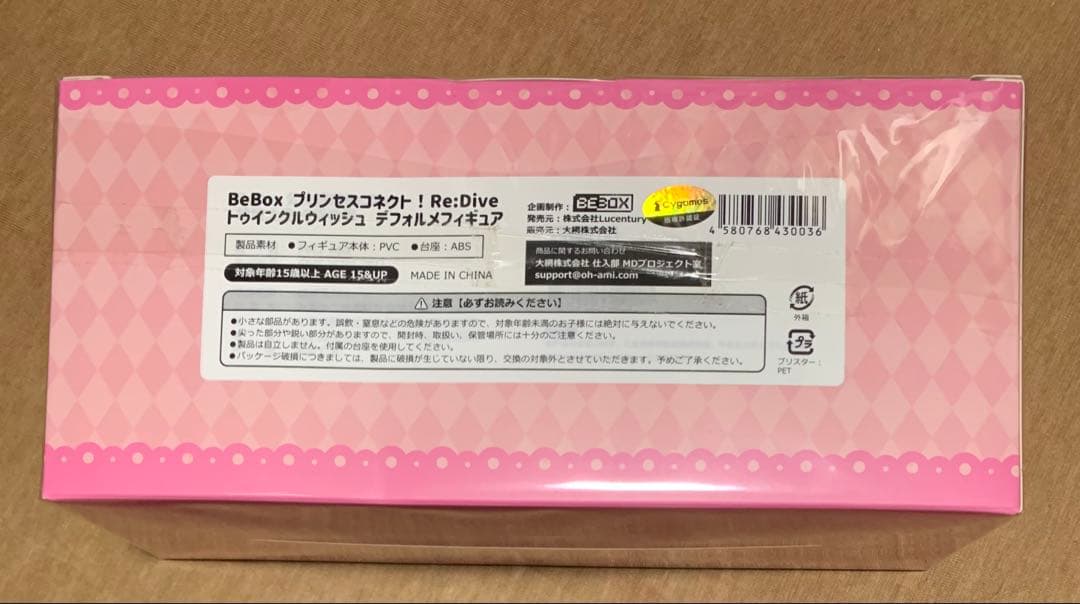 BeBox プリンセスコネクト！Re:Dive
トゥインクルウィッシュ デフォルメフィギュア
製品素材 ●フィギュア本体：PVC ●台座：ABS
対象年齢15歳以上 AGE 15&UP MADE IN CHINA
企画制作：BEBOX
発売元：株式会社Lucentury
販売元：大網株式会社
商品に関するお問い合わせ
大網株式会社 仕入部 MDプロジェクト室
support@oh-ami.com
Cygames
4 580768 430036
⚠ 注意【必ずお読みください】
●小さな部品があります。誤飲・窒息などの危険がありますので、対象年齢未満のお子様には絶対に与えないでください。
●尖った部分や鋭い部分がありますので、開封時、取扱い、保管場所には十分のご注意ください。
●製品は自立しません。付属の台座を使用してください。
●パッケージ破損につきましては、製品に破損が生じていない限り、交換の対象外とさせていただきます。予めご了承ください。
紙
外箱
プラ
ブリスター：
PET